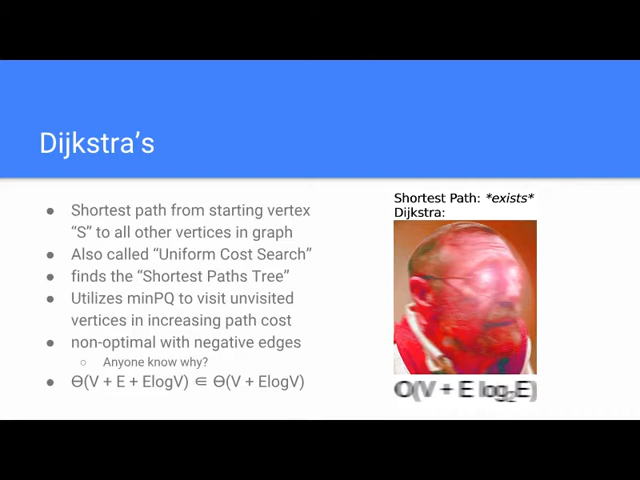 Dijkstra's
● Shortest path from starting vertex
"S" to all other vertices in graph
● Also called "Uniform Cost Search"
● finds the "Shortest Paths Tree"
● Utilizes minPQ to visit unvisited
vertices in increasing path cost
● non-optimal with negative edges
○ Anyone know why?
● Ө(V + E + ElogV) ∈ Ө(V + ElogV)
Shortest Path: *exists*
Dijkstra:
O(V + E log₂E)